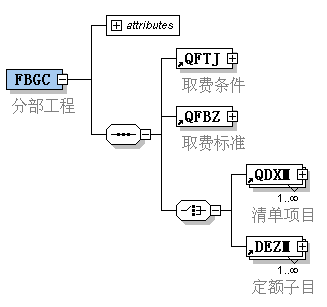 attributes
FBGC
分部工程
QFTJ
取费条件
QFBZ
取费标准
QDXM
1..∞
清单项目
DEZM
1..∞
定额子目